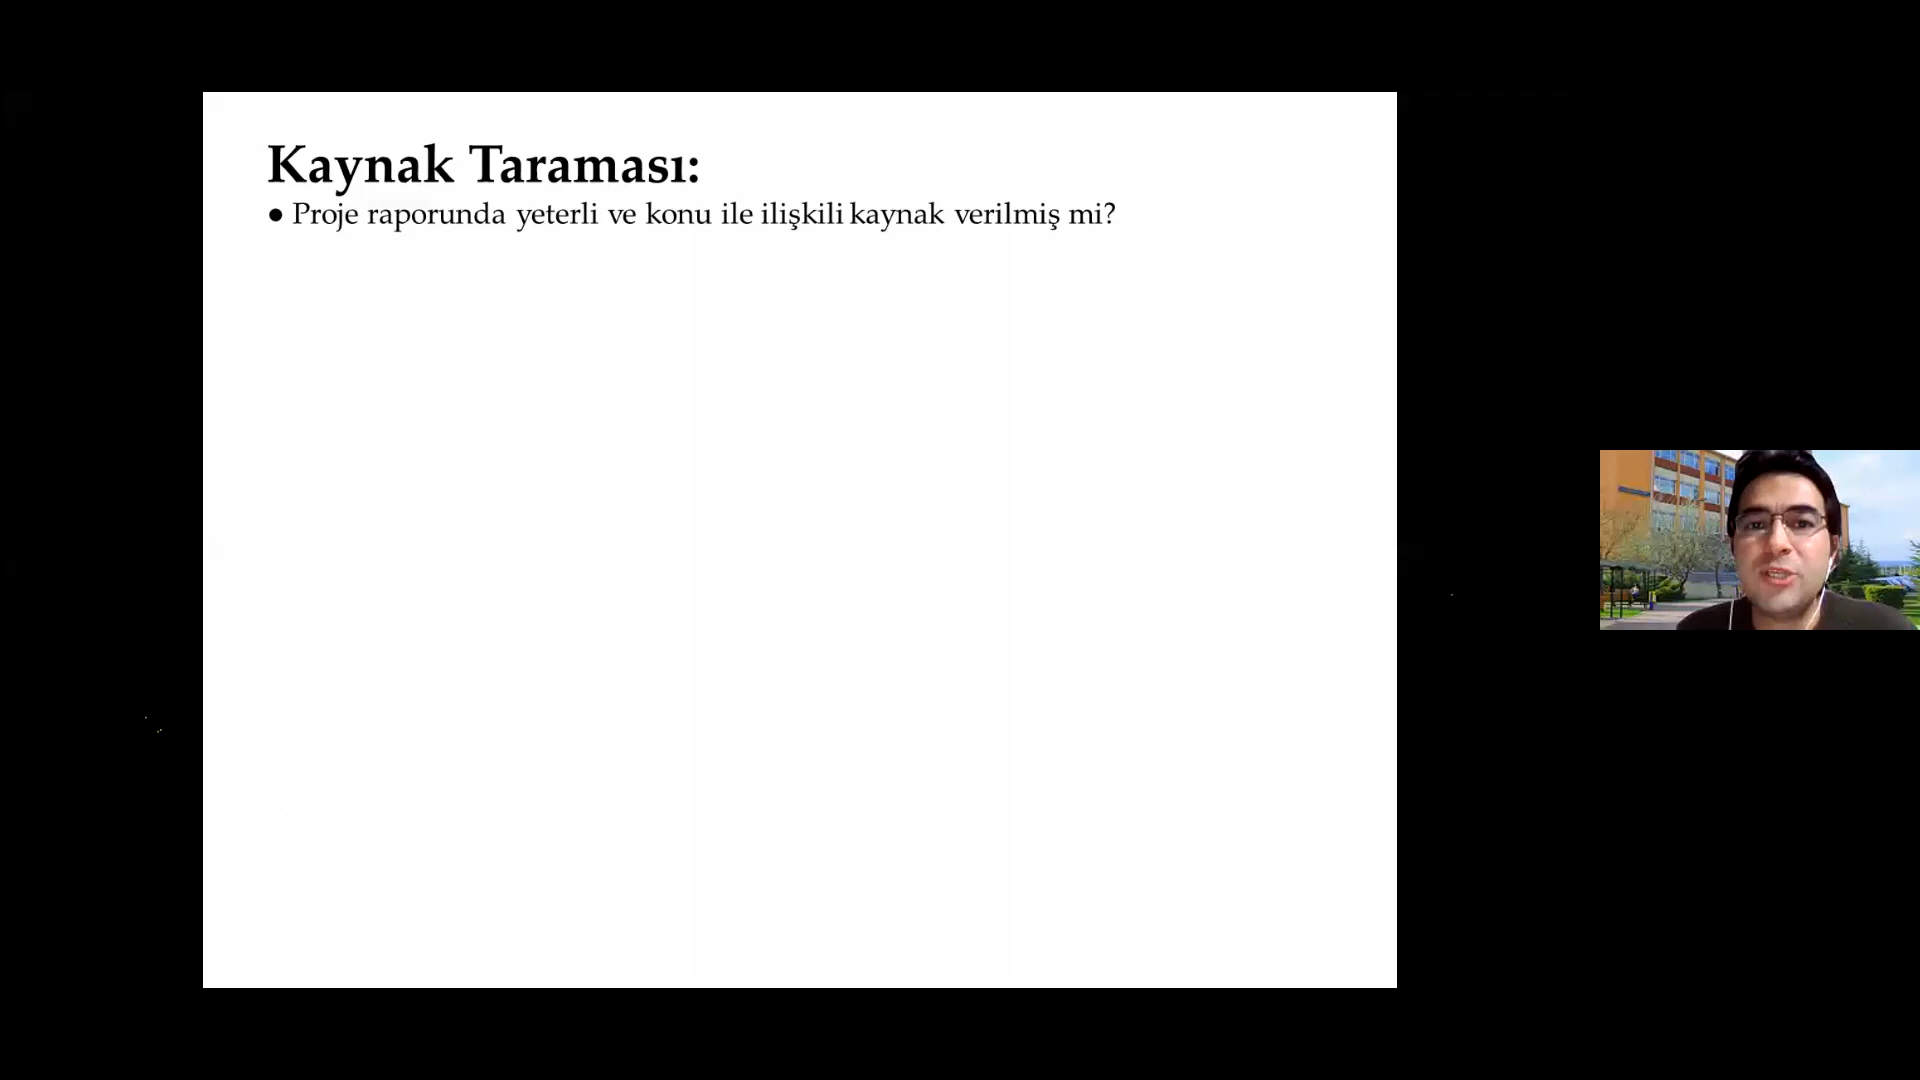 Kaynak Taraması:
● Proje raporunda yeterli ve konu ile ilişkili kaynak verilmiş mi?